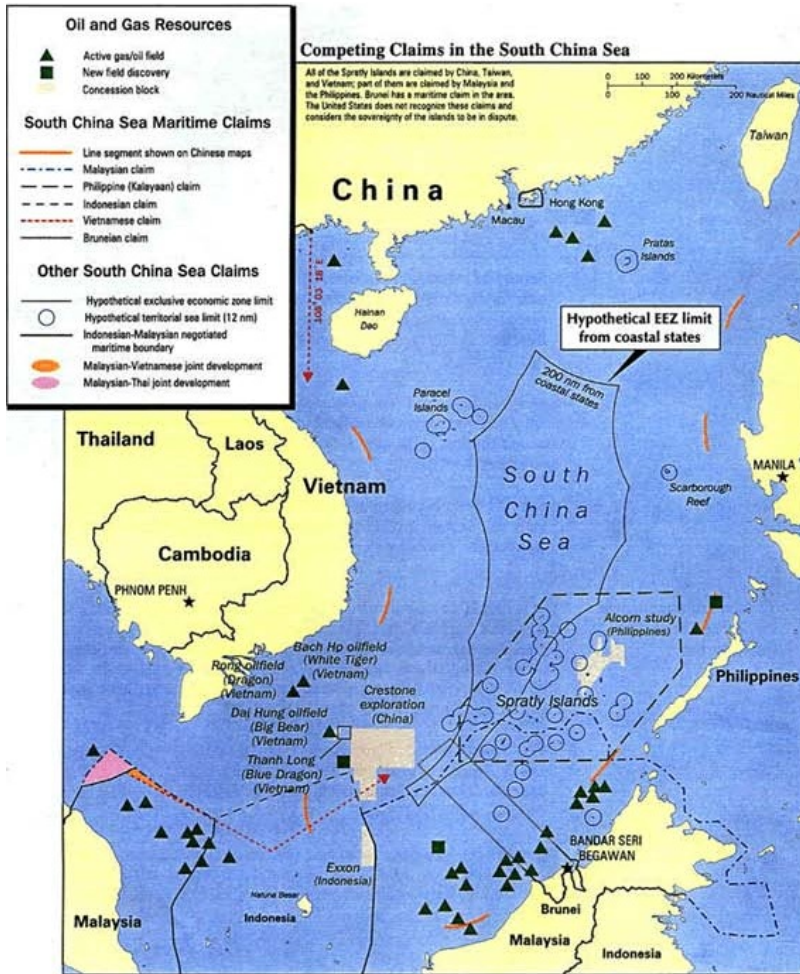 Oil and Gas Resources
Active gas/oil field
New field discovery
Concession block
South China Sea Maritime Claims
Line segment shown on Chinese maps
Malaysian claim
Philippine (Kalayaan) claim
Indonesian claim
Vietnamese claim
Bruneian claim
Other South China Sea Claims
Hypothetical exclusive economic zone limit
Hypothetical territorial sea limit (12 nm)
Indonesian-Malaysian negotiated
maritime boundary
Malaysian-Vietnamese joint development
Malaysian-Thai joint development
Competing Claims in the South China Sea
All of the Spratly Islands are claimed by China, Taiwan,
and Vietnam; part of them are claimed by Malaysia and
the Philippines. Brunei has a maritime claim in the area.
The United States does not recognize these claims and
considers the sovereignty of the islands to be in dispute.
0 100 200 Kilometers
0 100 200 Nautical Miles
Taiwan
China
Hong Kong
Macau
Pratas
Islands
108° 03' 18" E
Hainan
Dao
Hypothetical EEZ limit
from coastal states
200 nm from
coastal states
Paracel
Islands
Thailand
Laos
Vietnam
South
China
Sea
MANILA
Scarborough
Reef
Cambodia
PHNOM PENH
Alcorn study
(Philippines)
Philippines
Bach Ho oilfield
(White Tiger)
(Vietnam)
Rong oilfield
(Dragon)
(Vietnam)
Crestone
exploration
(China)
Spratly Islands
Dai Hung oilfield
(Big Bear)
(Vietnam)
Thanh Long
(Blue Dragon)
(Vietnam)
BANDAR SERI
BEGAWAN
Exxon
(Indonesia)
Natuna Besar
Indonesia
Malaysia
Brunei
Malaysia
Indonesia